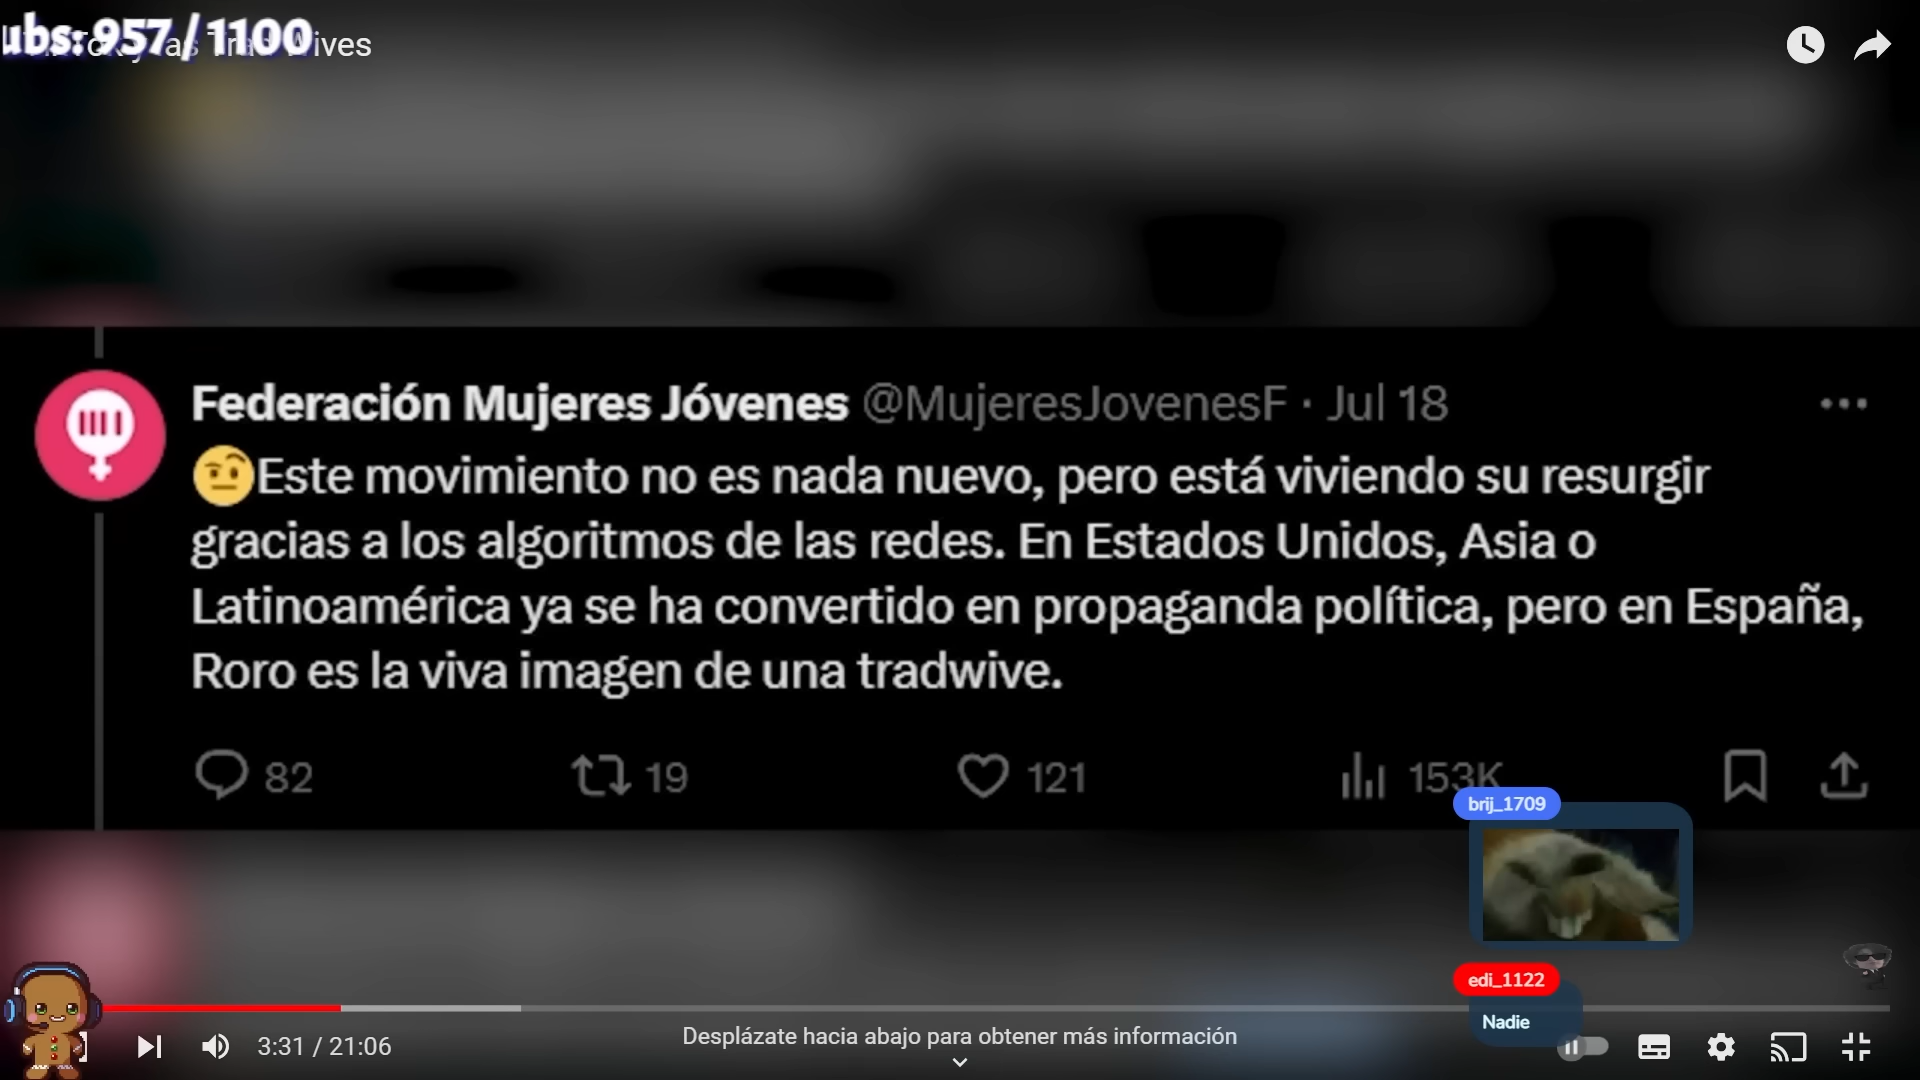 ubs: 957 / 1100
Wives
Federación Mujeres Jóvenes @MujeresJovenesF · Jul 18
🤨Este movimiento no es nada nuevo, pero está viviendo su resurgir
gracias a los algoritmos de las redes. En Estados Unidos, Asia o
Latinoamérica ya se ha convertido en propaganda política, pero en España,
Roro es la viva imagen de una tradwive.
82 19 121 153K
brij_1709
edi_1122
Nadie
3:31 / 21:06
Desplázate hacia abajo para obtener más información